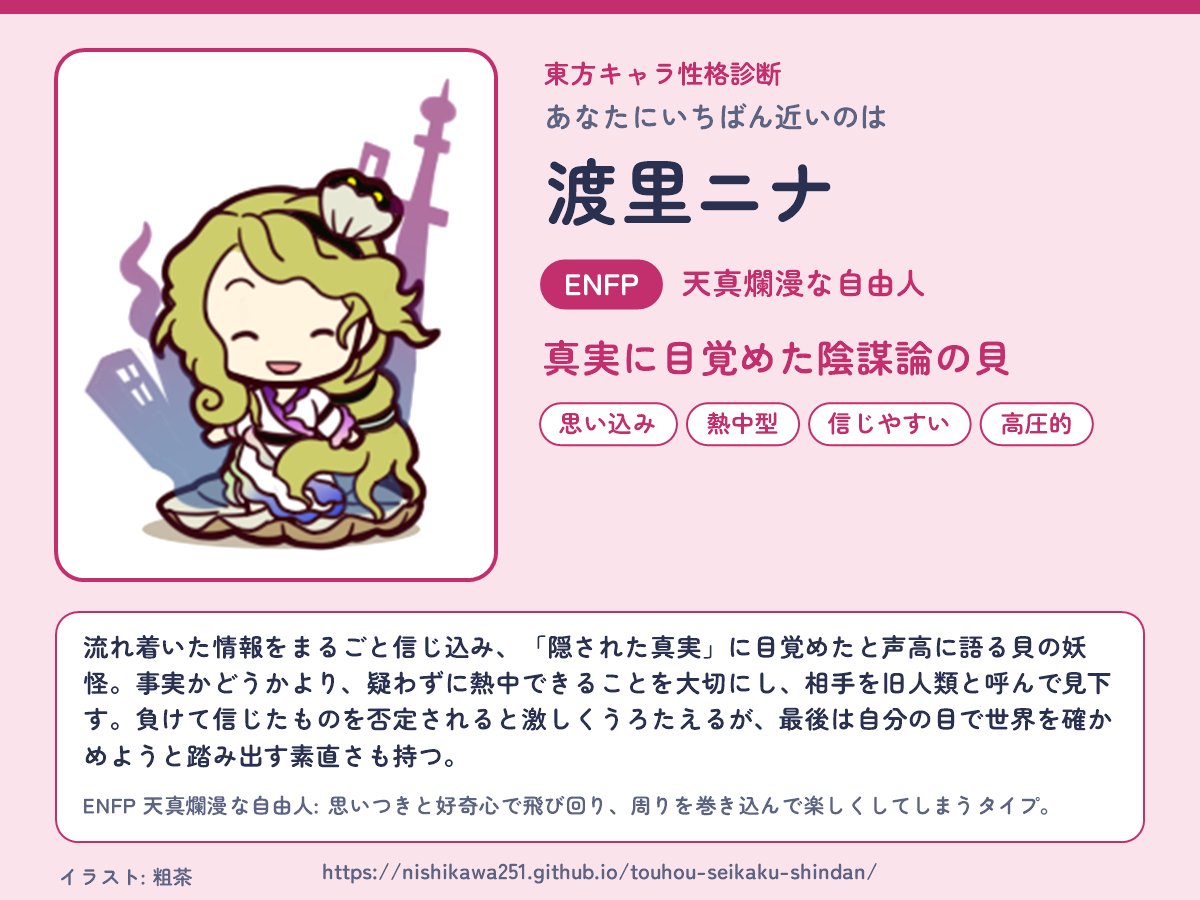 東方キャラ性格診断
あなたにいちばん近いのは
渡里ニナ
ENFP 天真爛漫な自由人
真実に目覚めた陰謀論の貝
思い込み 熱中型 信じやすい 高圧的
流れ着いた情報をまるごと信じ込み、「隠された真実」に目覚めたと声高に語る貝の妖
怪。事実かどうかより、疑わずに熱中できることを大切にし、相手を旧人類と呼んで見下
す。負けて信じたものを否定されると激しくうろたえるが、最後は自分の目で世界を確か
めようと踏み出す素直さも持つ。
ENFP 天真爛漫な自由人: 思いつきと好奇心で飛び回り、周りを巻き込んで楽しくしてしまうタイプ。
イラスト: 粗茶
https://nishikawa251.github.io/touhou-seikaku-shindan/